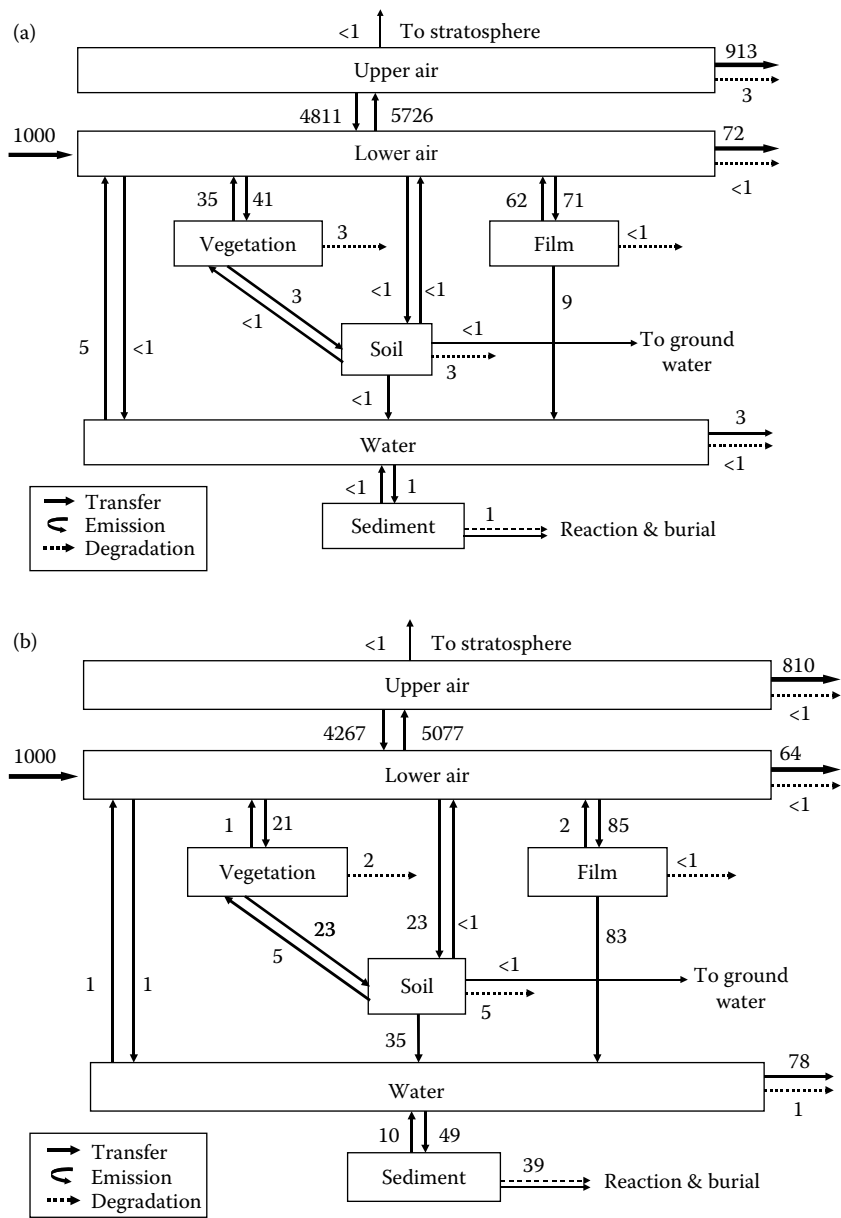 (a)
<1 To stratosphere
Upper air
913
3
4811 5726
1000
Lower air
72
<1
35 41
62 71
Vegetation
3
Film
<1
3
<1
<1 <1
9
5 <1
Soil
<1
3
To ground
water
<1
Water
3
<1
<1 1
Sediment
1
Reaction & burial
Transfer
Emission
Degradation
(b)
<1 To stratosphere
Upper air
810
<1
4267 5077
1000
Lower air
64
<1
1 21
2 85
Vegetation
2
Film
<1
23
5
23 <1
83
1 1
Soil
<1
5
To ground
water
35
Water
78
1
10 49
Sediment
39
Reaction & burial
Transfer
Emission
Degradation